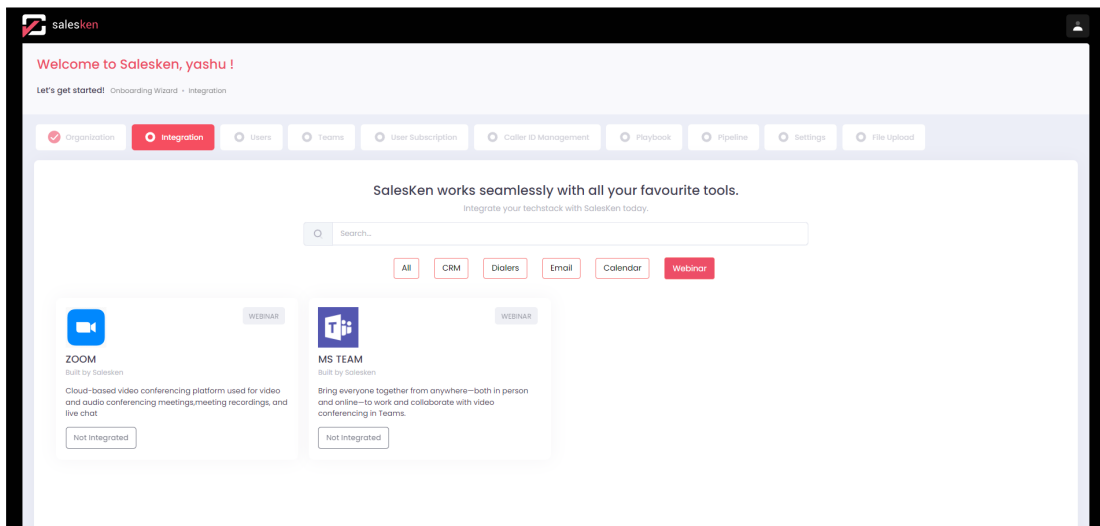 salesken
Welcome to Salesken, yashu !
Let's get started! Onboarding Wizard • Integration
Organization Integration Users Teams User Subscription Caller ID Management Playbook Pipeline Settings File Upload
SalesKen works seamlessly with all your favourite tools.
Integrate your techstack with SalesKen today.
Search...
All CRM Dialers Email Calendar Webinar
WEBINAR WEBINAR
ZOOM
Built by Salesken
Cloud-based video conferencing platform used for video
and audio conferencing meetings,meeting recordings, and
live chat
Not Integrated
MS TEAM
Built by Salesken
Bring everyone together from anywhere—both in person
and online—to work and collaborate with video
conferencing in Teams.
Not Integrated